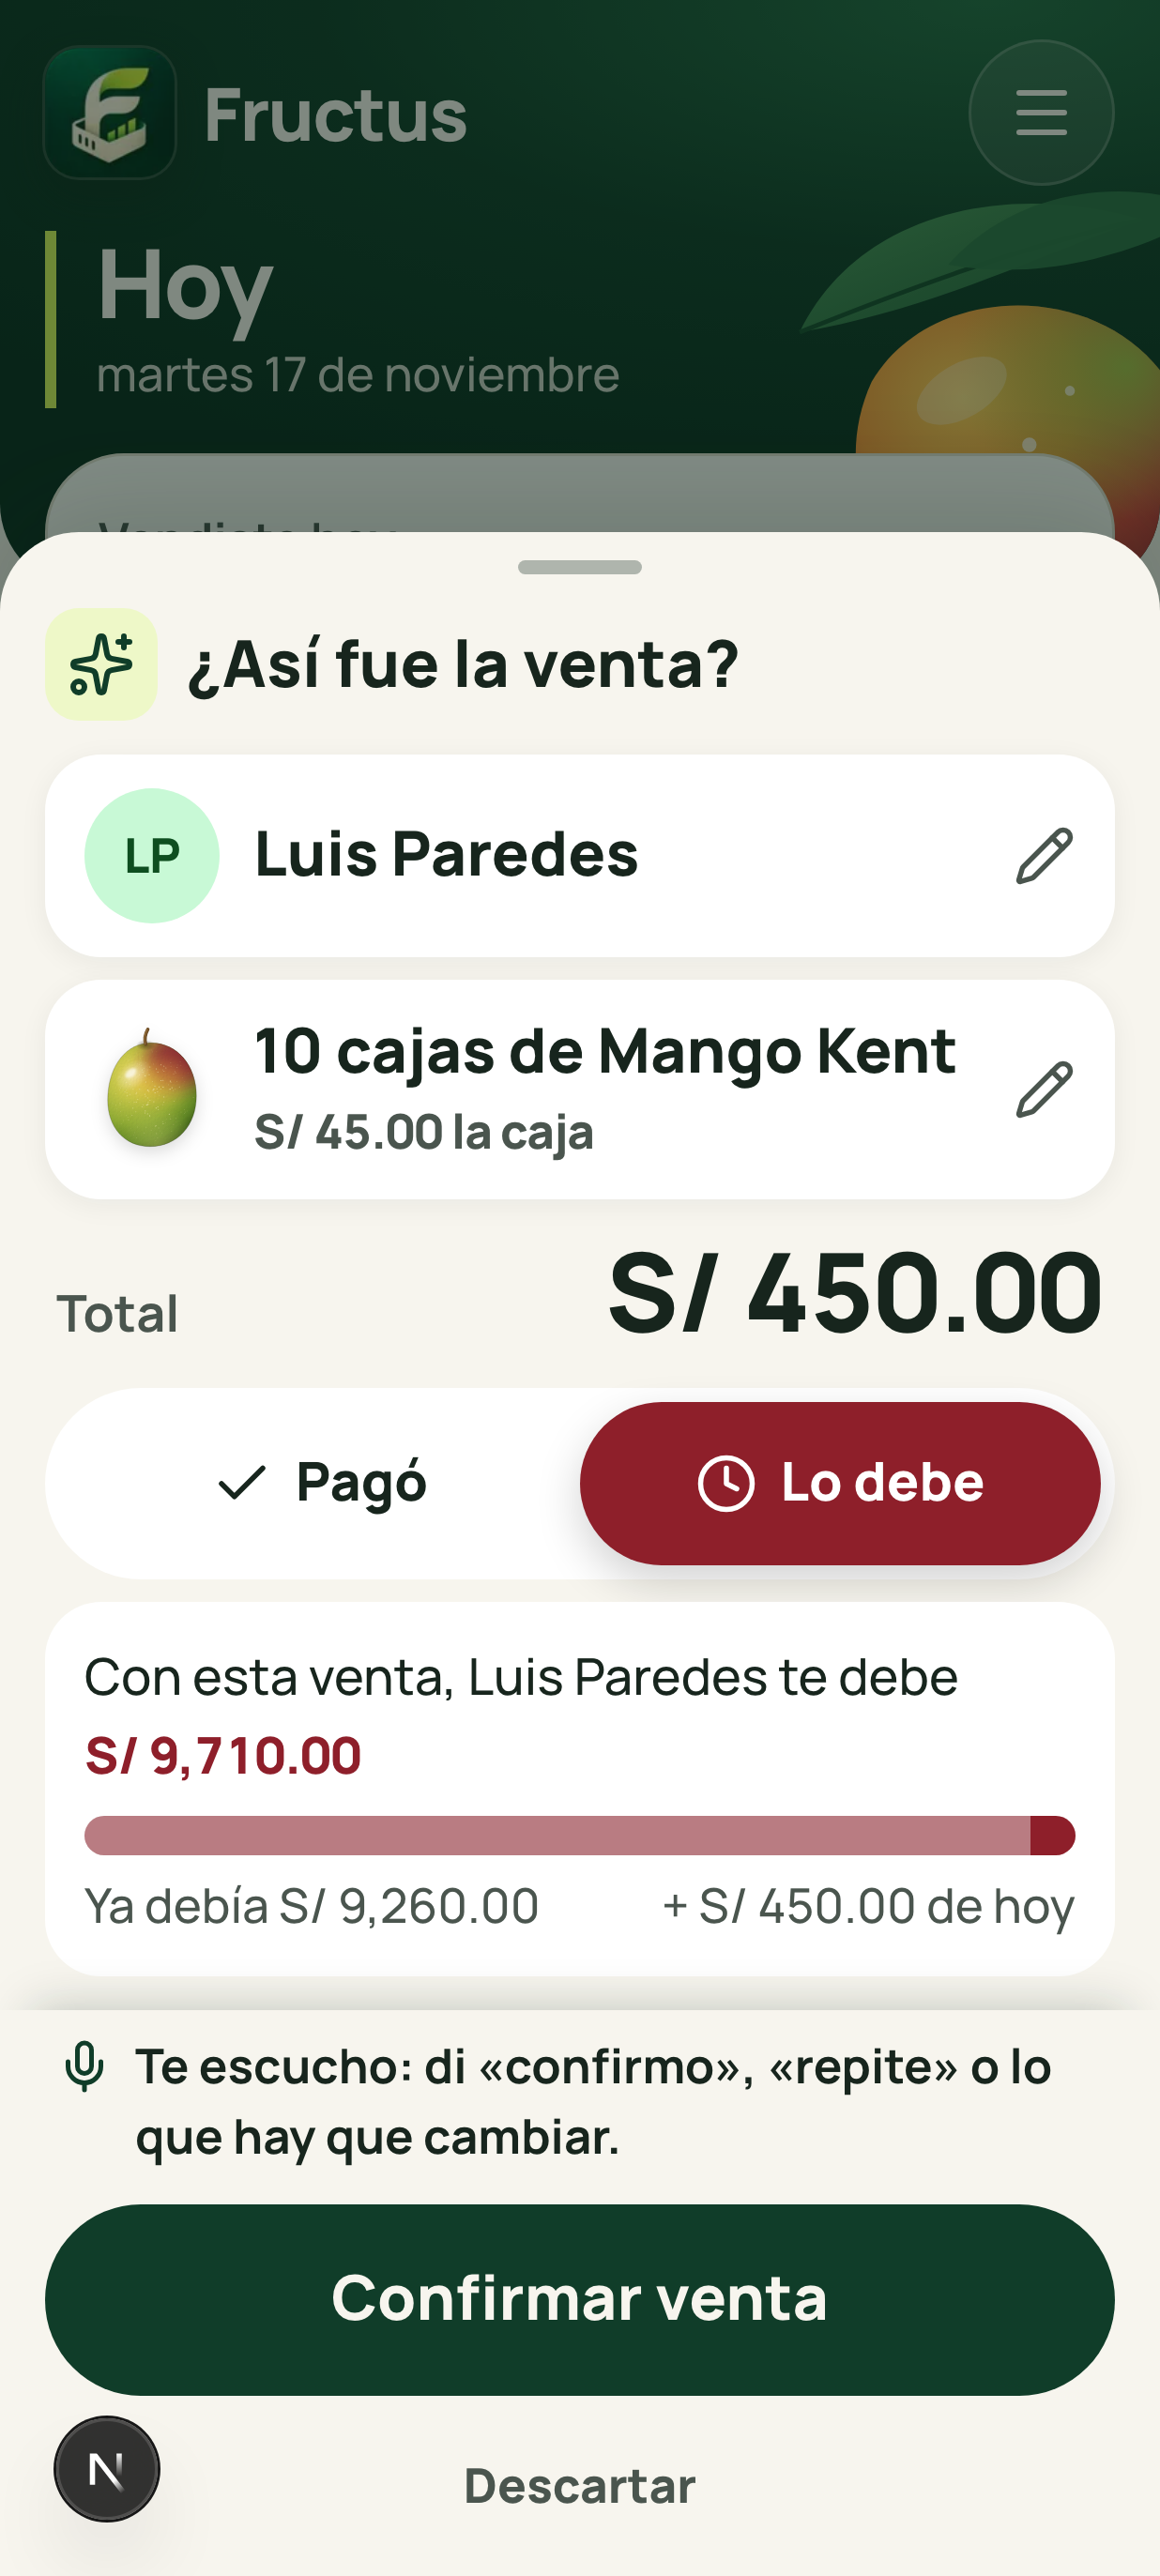 Fructus
Hoy
martes 17 de noviembre
¿Así fue la venta?
LP
Luis Paredes
10 cajas de Mango Kent
S/ 45.00 la caja
Total
S/ 450.00
Pagó
Lo debe
Con esta venta, Luis Paredes te debe
S/ 9,710.00
Ya debía S/ 9,260.00
+ S/ 450.00 de hoy
Te escucho: di «confirmo», «repite» o lo
que hay que cambiar.
Confirmar venta
N
Descartar